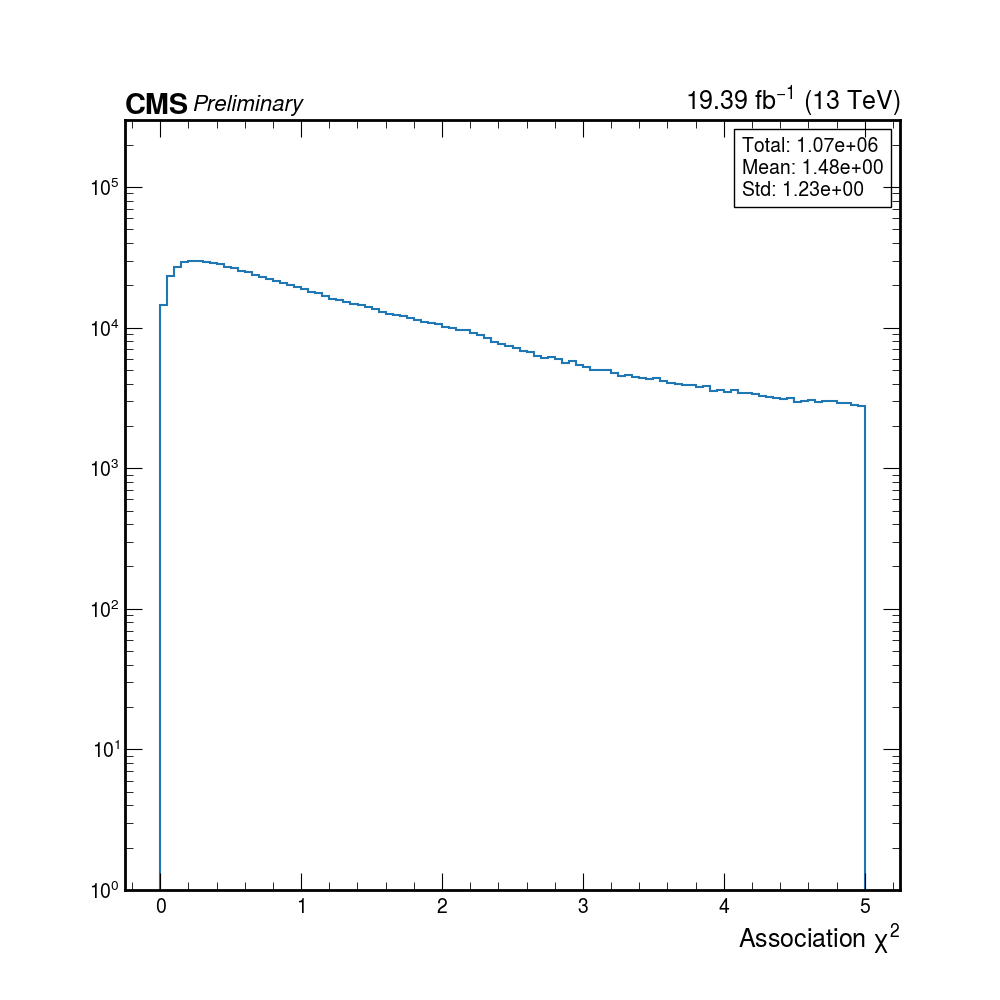 CMS Preliminary
19.39 fb⁻¹ (13 TeV)
Total: 1.07e+06
Mean: 1.48e+00
Std: 1.23e+00
10⁵
10⁴
10³
10²
10¹
10⁰
0 1 2 3 4 5
Association χ²